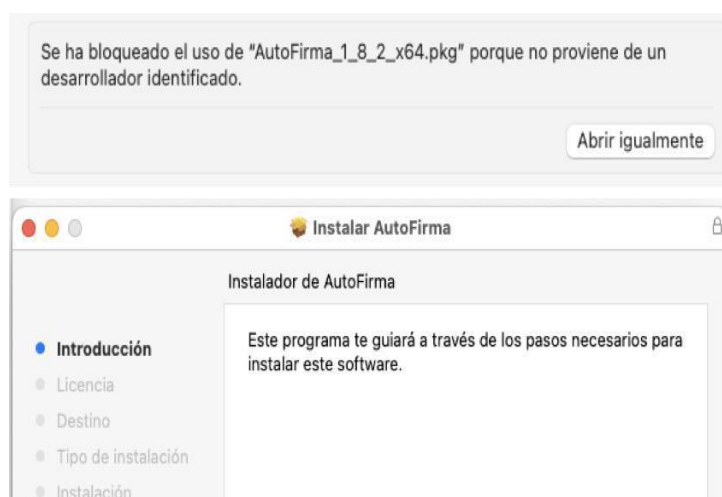 Se ha bloqueado el uso de “AutoFirma_1_8_2_x64.pkg” porque no proviene de un
desarrollador identificado.
Abrir igualmente
Instalar AutoFirma
Instalador de AutoFirma
Introducción
Licencia
Destino
Tipo de instalación
Instalación
Este programa te guiará a través de los pasos necesarios para
instalar este software.